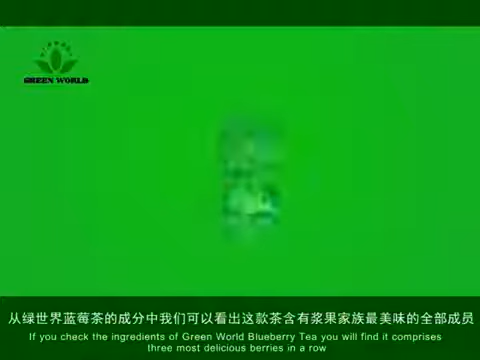 GREEN WORLD
从绿世界蓝莓茶的成分中我们可以看出这款茶含有浆果家族最美味的全部成员
If you check the ingredients of Green World Blueberry Tea you will find it comprises
three most delicious berries in a row